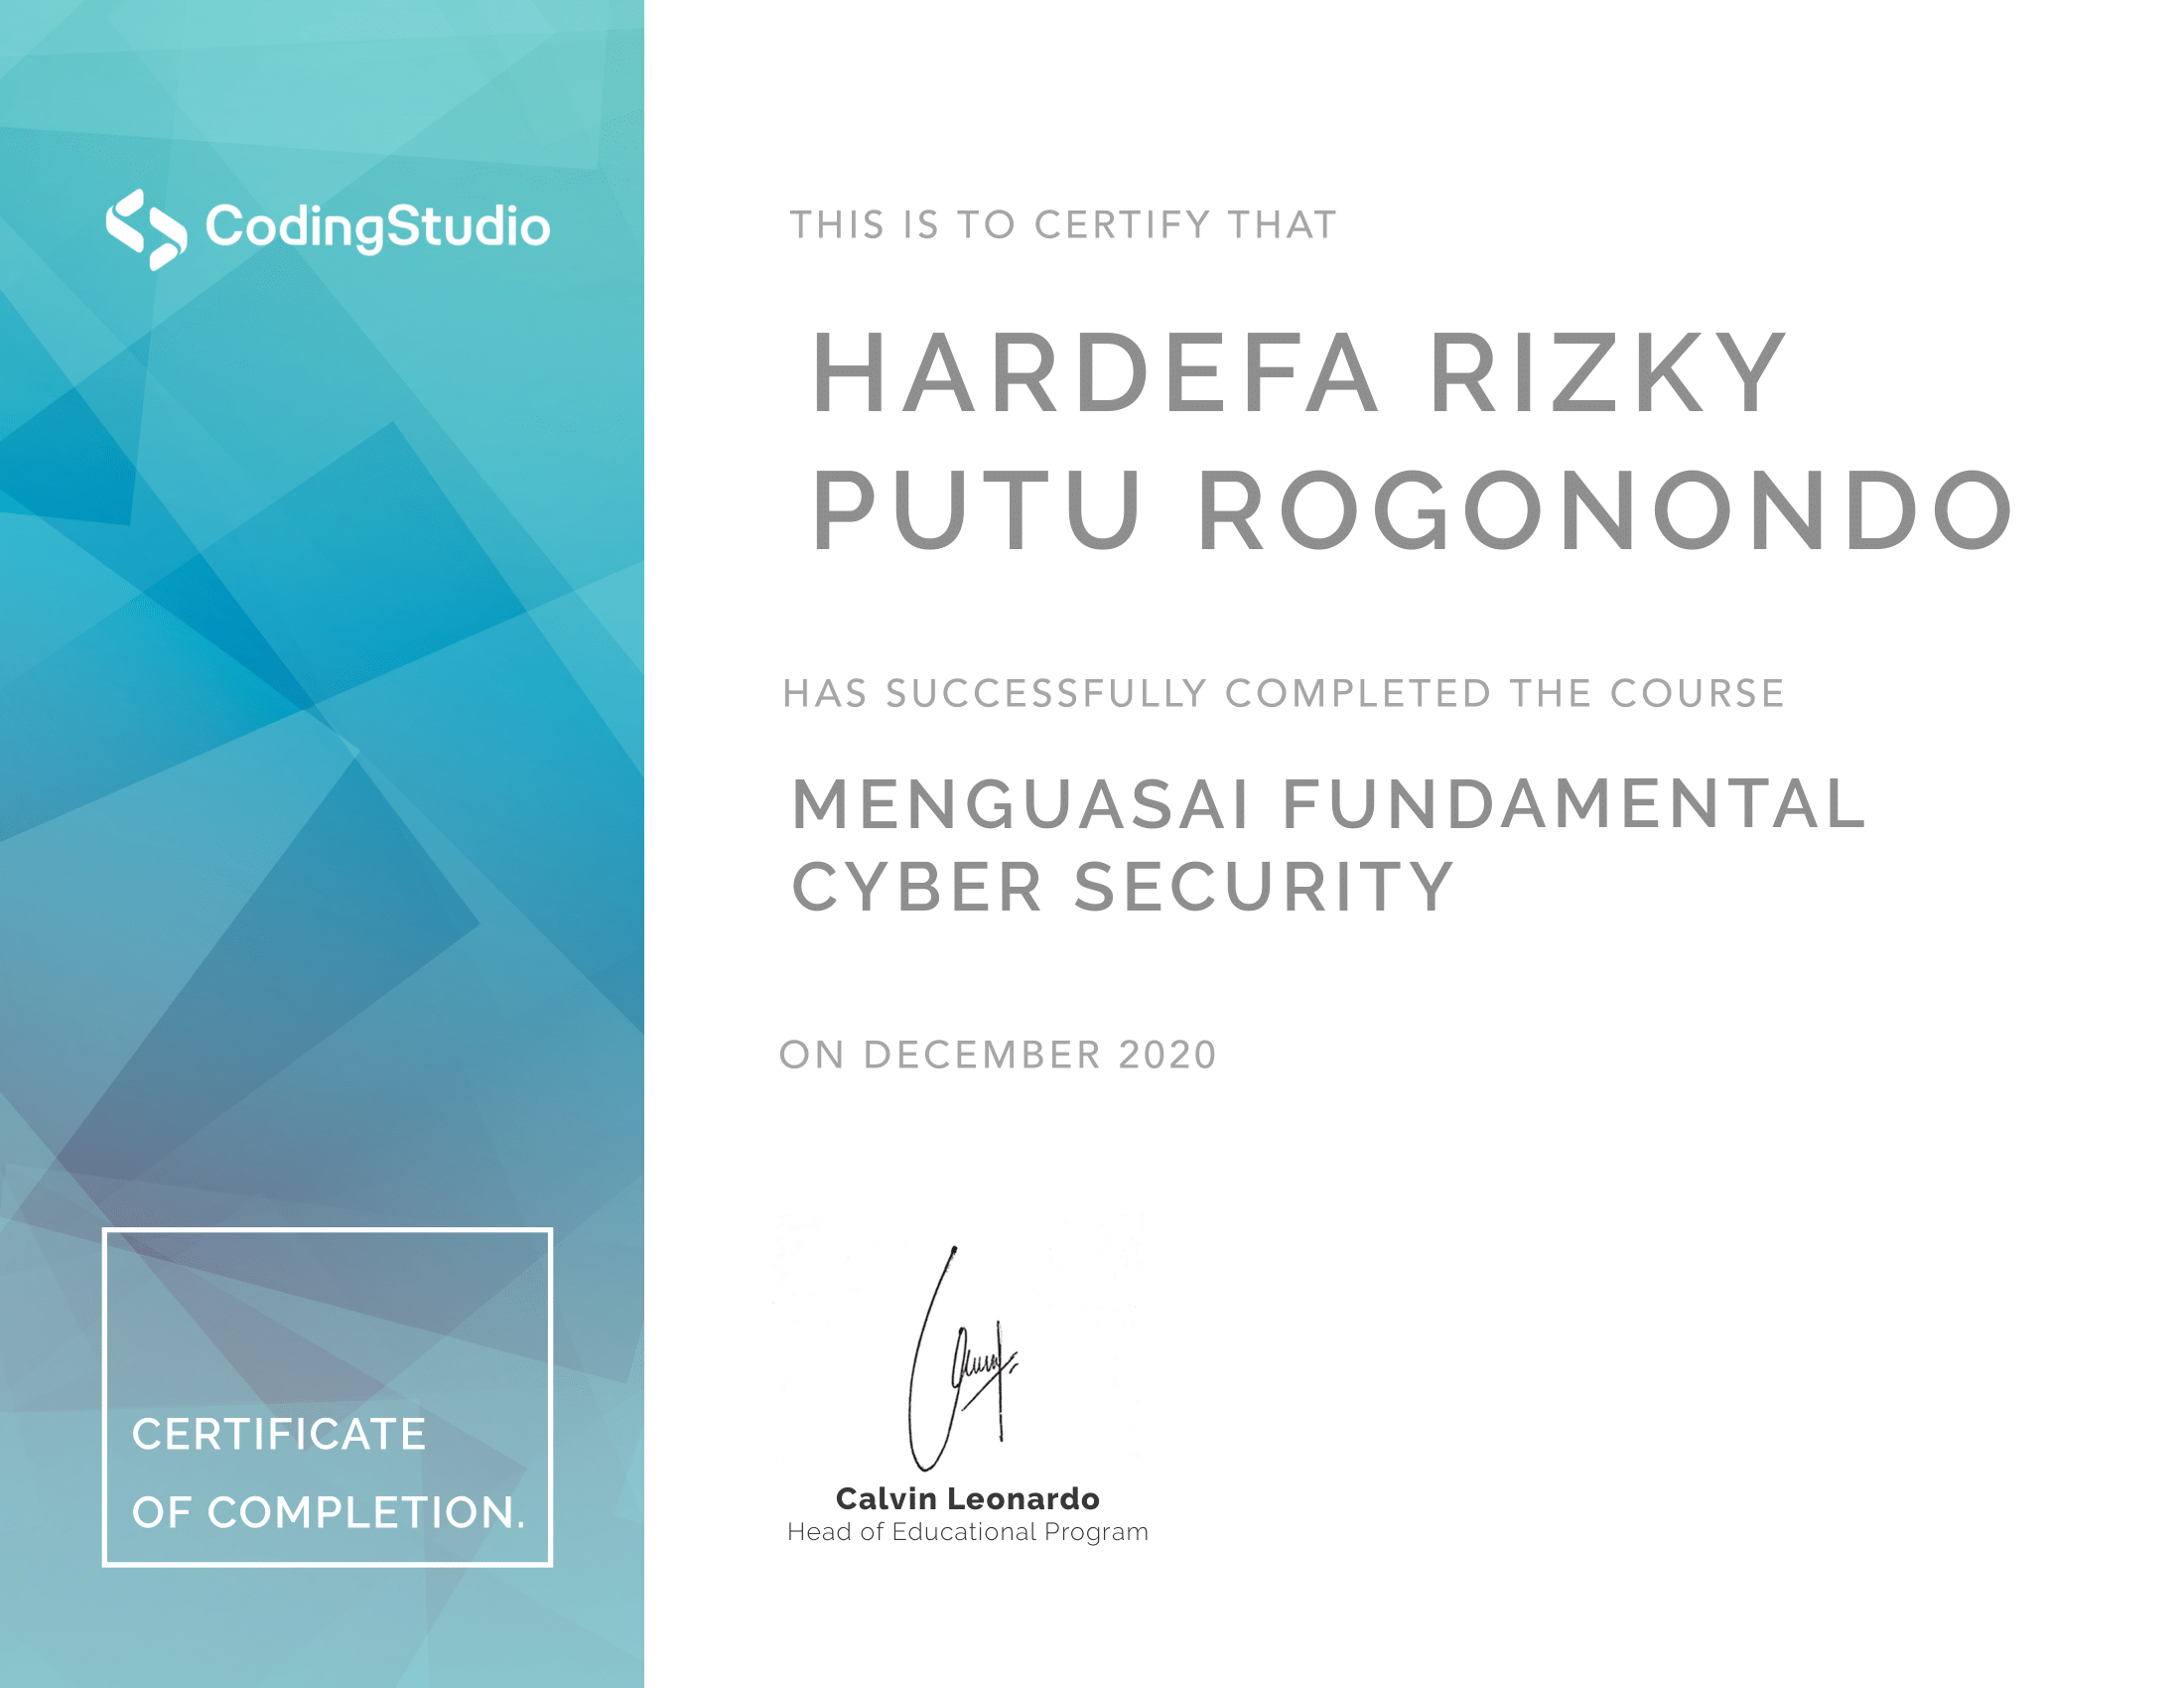 CodingStudio
THIS IS TO CERTIFY THAT
HARDEFA RIZKY
PUTU ROGONONDO
HAS SUCCESSFULLY COMPLETED THE COURSE
MENGUASAI FUNDAMENTAL
CYBER SECURITY
ON DECEMBER 2020
Calvin Leonardo
Head of Educational Program
CERTIFICATE
OF COMPLETION.